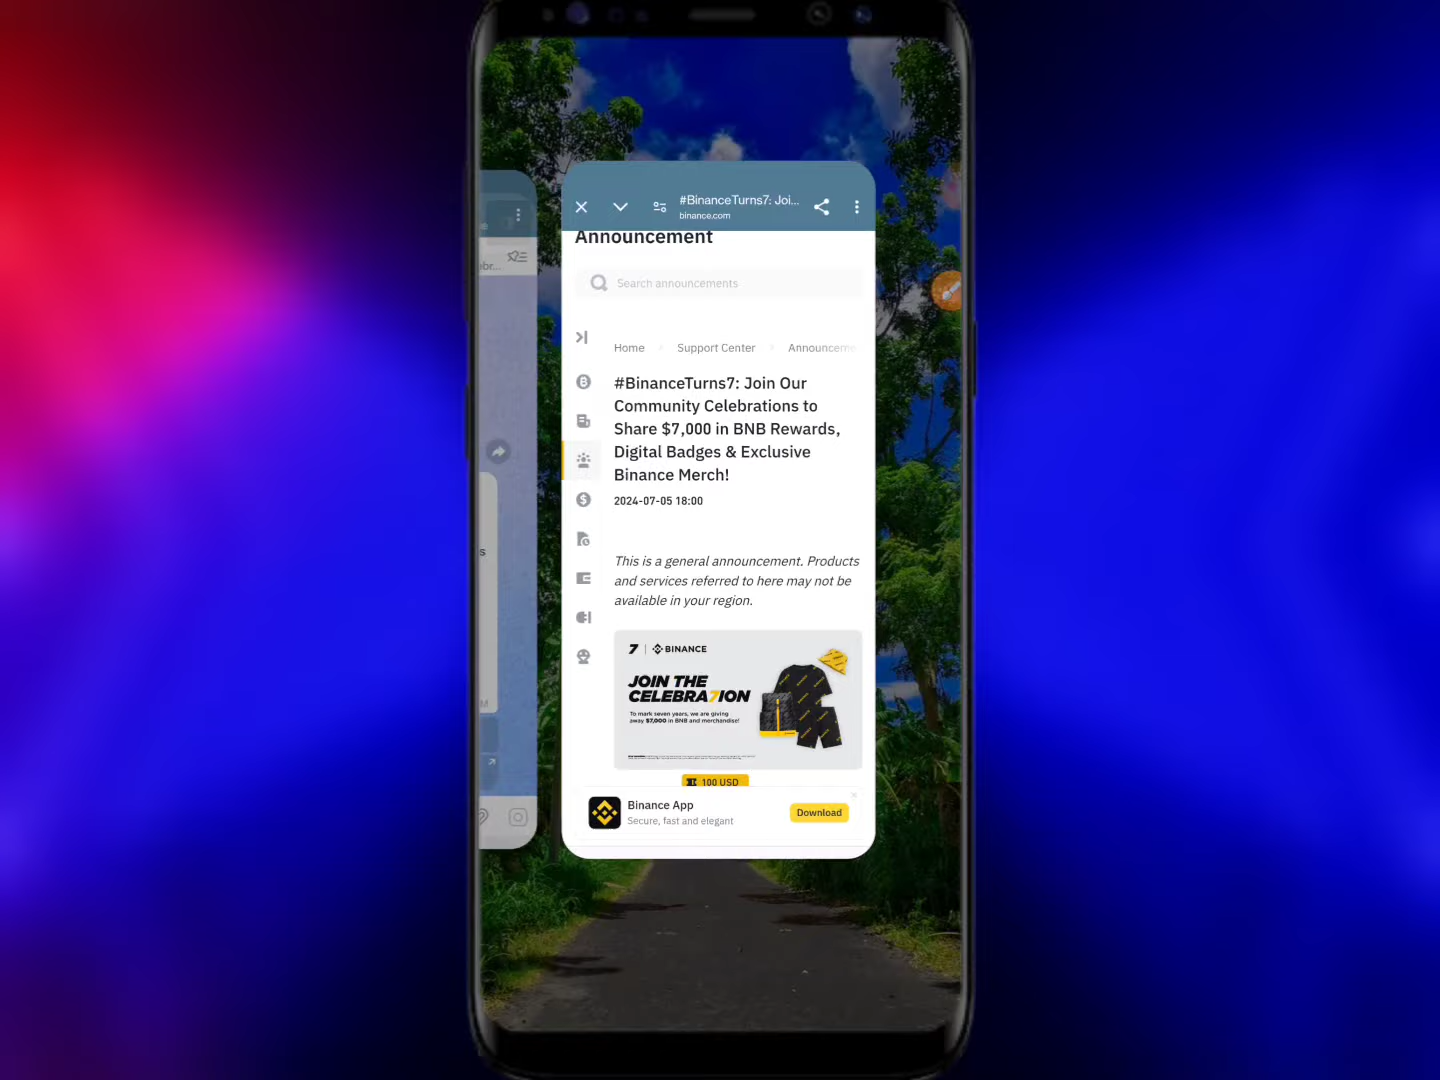 #BinanceTurns7: Joi...
binance.com
Announcement
Search announcements
Home
Support Center
Announceme
#BinanceTurns7: Join Our
Community Celebrations to
Share $7,000 in BNB Rewards,
Digital Badges & Exclusive
Binance Merch!
2024-07-05 18:00
This is a general announcement. Products
and services referred to here may not be
available in your region.
7 | BINANCE
JOIN THE
CELEBRA7ION
To mark seven years, we are giving
away $7,000 in BNB and merchandise!
100 USD
Binance App
Secure, fast and elegant
Download
ebr...
s
M